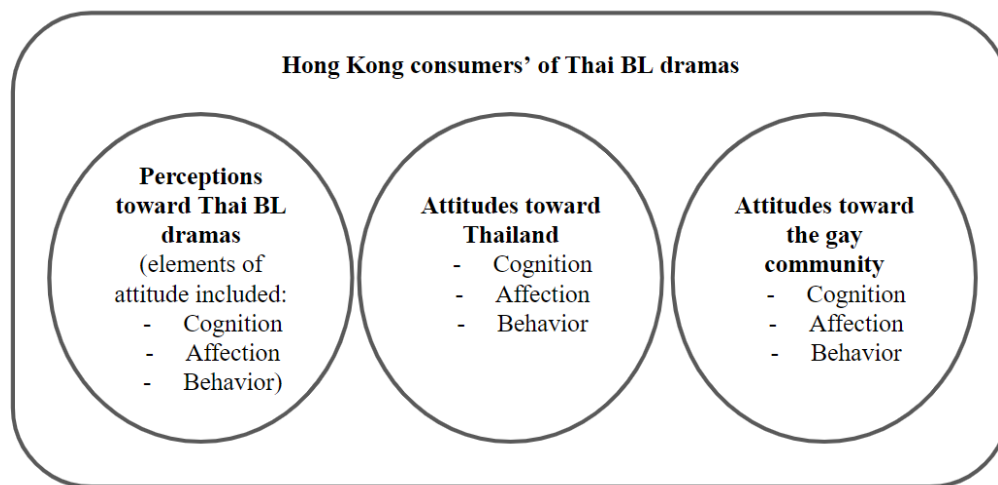 Hong Kong consumers’ of Thai BL dramas
Perceptions
toward Thai BL
dramas
(elements of
attitude included:
- Cognition
- Affection
- Behavior)
Attitudes toward
Thailand
- Cognition
- Affection
- Behavior
Attitudes toward
the gay
community
- Cognition
- Affection
- Behavior